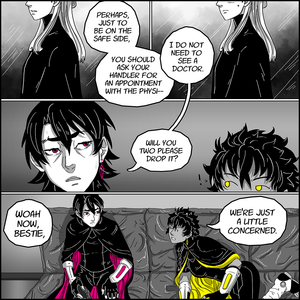 PERHAPS,
JUST TO
BE ON THE
SAFE SIDE,
YOU SHOULD
ASK YOUR
HANDLER FOR
AN APPOINTMENT
WITH THE PHYSI--
I DO NOT
NEED TO
SEE A
DOCTOR.
WILL YOU
TWO PLEASE
DROP IT?
WOAH
NOW,
BESTIE,
WE'RE JUST
A LITTLE
CONCERNED.